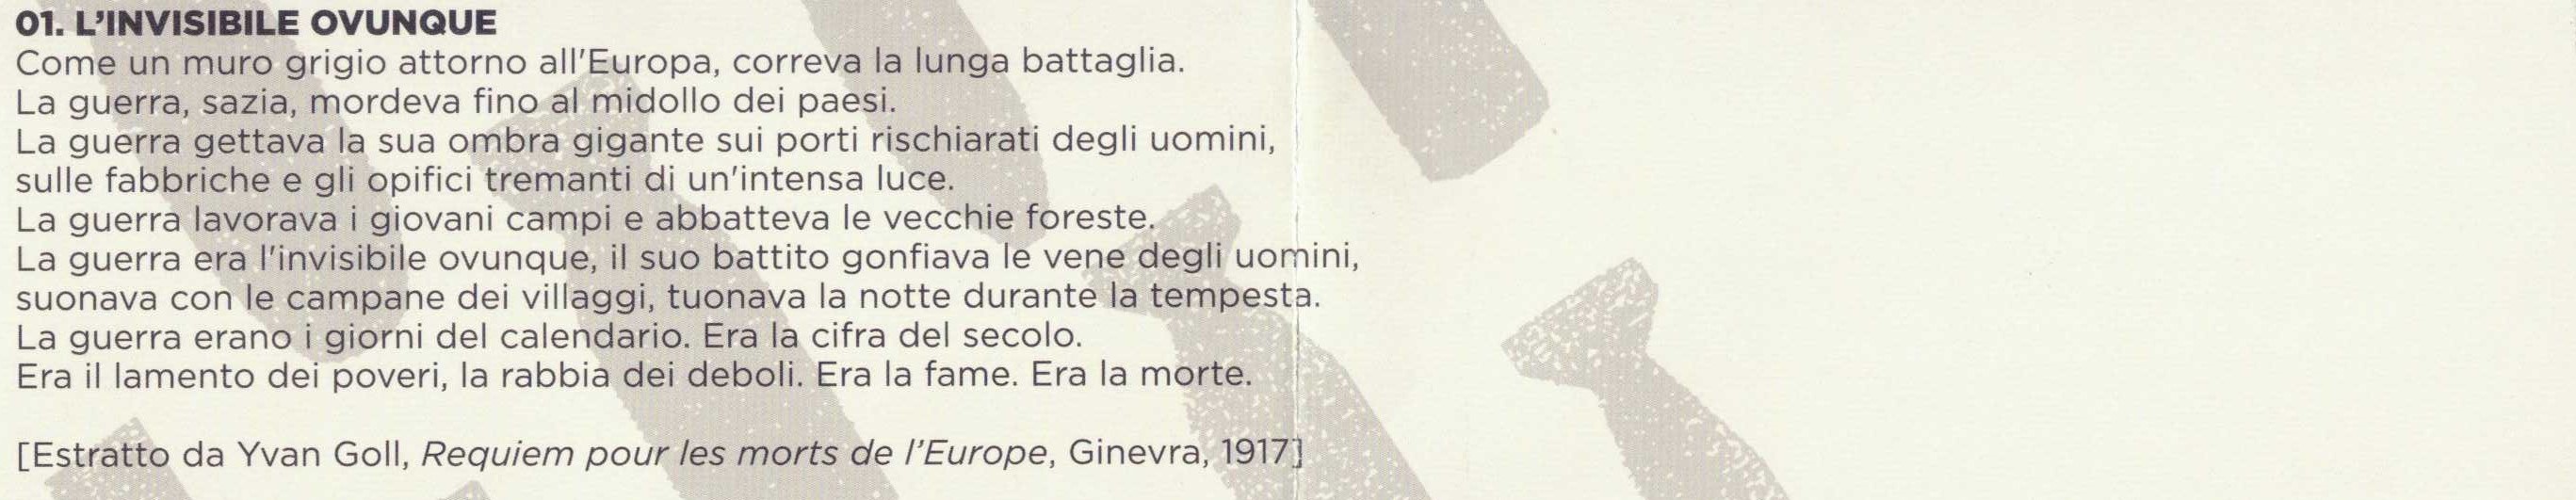 01. L’INVISIBILE OVUNQUE
Come un muro grigio attorno all'Europa, correva la lunga battaglia.
La guerra, sazia, mordeva fino al midollo dei paesi.
La guerra gettava la sua ombra gigante sui porti rischiarati degli uomini,
sulle fabbriche e gli opifici tremanti di un'intensa luce.
La guerra lavorava i giovani campi e abbatteva le vecchie foreste.
La guerra era l'invisibile ovunque, il suo battito gonfiava le vene degli uomini,
suonava con le campane dei villaggi, tuonava la notte durante la tempesta.
La guerra erano i giorni del calendario. Era la cifra del secolo.
Era il lamento dei poveri, la rabbia dei deboli. Era la fame. Era la morte.
[Estratto da Yvan Goll, Requiem pour les morts de l’Europe, Ginevra, 1917]